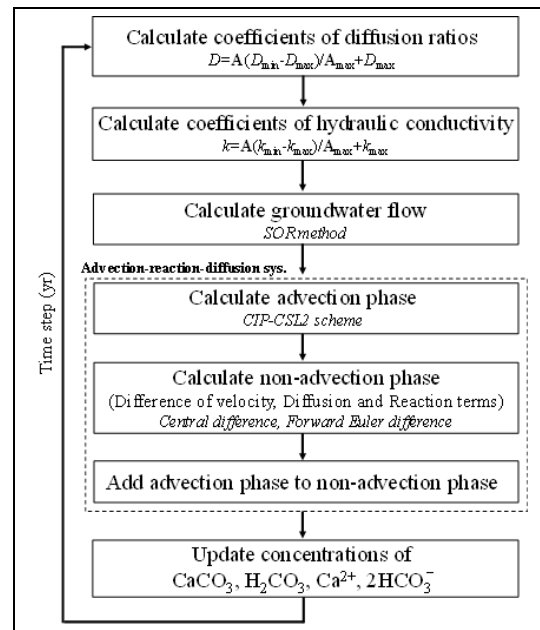 Calculate coefficients of diffusion ratios
D=A(Dmin-Dmax)/Amax+Dmax
Calculate coefficients of hydraulic conductivity
k=A(kmin-kmax)/Amax+kmax
Calculate groundwater flow
SORmethod
Advection-reaction-diffusion sys.
Calculate advection phase
CIP-CSL2 scheme
Calculate non-advection phase
(Difference of velocity, Diffusion and Reaction terms)
Central difference, Forward Euler difference
Add advection phase to non-advection phase
Update concentrations of
CaCO₃, H₂CO₃, Ca²⁺, 2HCO₃⁻
Time step (yr)